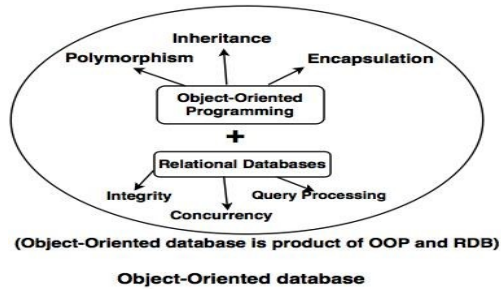 Inheritance
Polymorphism
Encapsulation
Object-Oriented
Programming
+
Relational Databases
Integrity
Query Processing
Concurrency
(Object-Oriented database is product of OOP and RDB)
Object-Oriented database